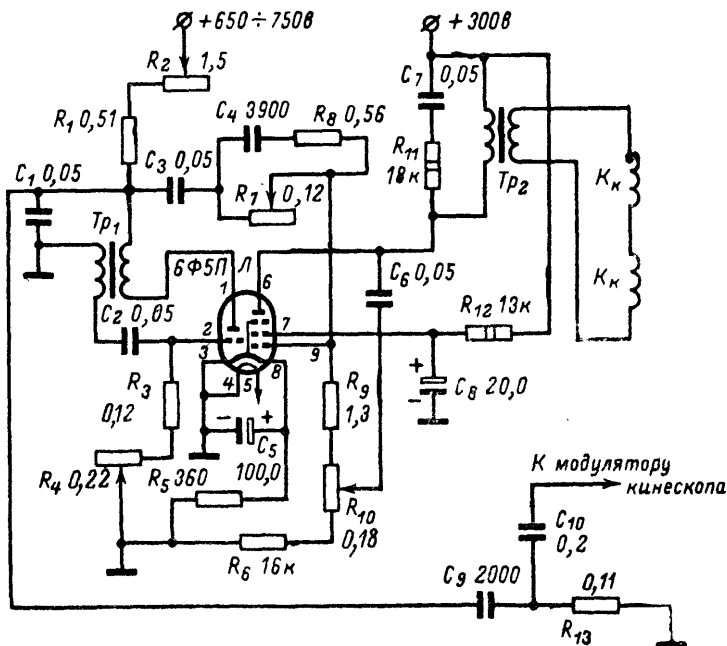 +650÷750в
+300в
R₂ 1,5
C₇ 0,05
R₁ 0,51
C₄ 3900
R₈ 0,56
C₁ 0,05
C₃ 0,05
R₁₁
18к
R₇ 0,12
Тр₂
Кк
Тр₁
6Ф5П
Л
1
6
C₆ 0,05
Кк
C₂ 0,05
R₁₂ 13к
2
7
3
9
4
5
8
+
−
C₈ 20,0
R₃
0,12
R₉
1,3
− +
C₅
100,0
R₄ 0,22
R₅ 360
R₁₀
0,18
К модулятору
кинескопа
C₁₀
0,2
R₆ 16к
C₉ 2000
0,11
R₁₃